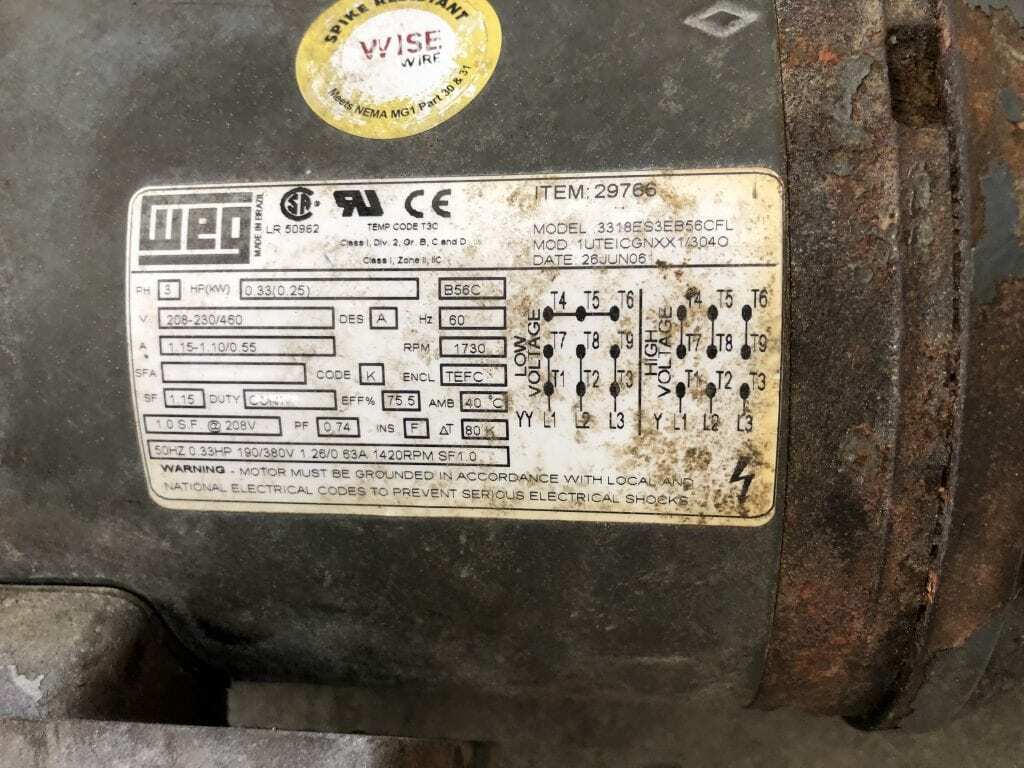 SPIKE RESISTANT
WISE
WIRE
Meets NEMA MG1 Part 30 & 31
WEG
MADE IN BRAZIL
SA
LR 50962
RU
CE
TEMP CODE T3C
Class I, Div. 2, Gr. B, C and D
Class I, Zone II, IIC
ITEM: 29766
MODEL 3318ES3EB56CFL
MOD 1UTEICGNXX1/304O
DATE 26JUN06
PH 3 HP(KW) 0.33(0.25) B56C
V 208-230/460 DES A Hz 60
A 1.15-1.10/0.55 RPM 1730
SFA CODE K ENCL TEFC
SF 1.15 DUTY EFF% 75.5 AMB 40 °C
1.0 S.F. @ 208V PF 0.74 INS F ΔT 80 K
50HZ 0.33HP 190/380V 1.26/0.63A 1420RPM SF1.0
LOW VOLTAGE
T4 T5 T6
T7 T8 T9
T1 T2 T3
YY L1 L2 L3
HIGH VOLTAGE
T4 T5 T6
T7 T8 T9
T1 T2 T3
Y L1 L2 L3
WARNING - MOTOR MUST BE GROUNDED IN ACCORDANCE WITH LOCAL AND
NATIONAL ELECTRICAL CODES TO PREVENT SERIOUS ELECTRICAL SHOCKS